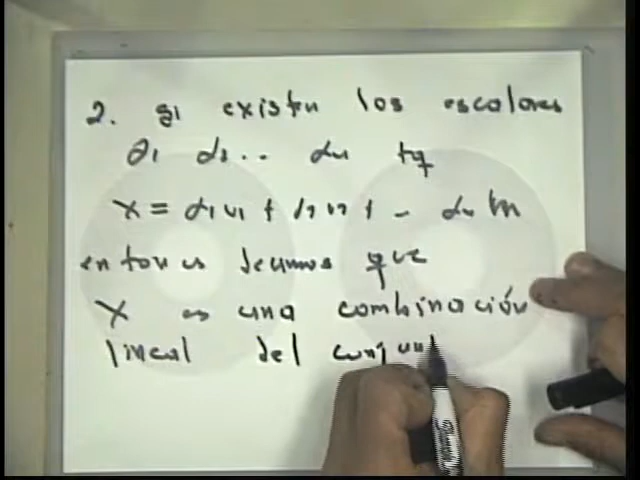 2. si existen los escalares
α1 α2.. αn tq
X = α1v1 + α2v2 + - αnvn
entonces decimos que
X es una combinación
lineal del conjunt